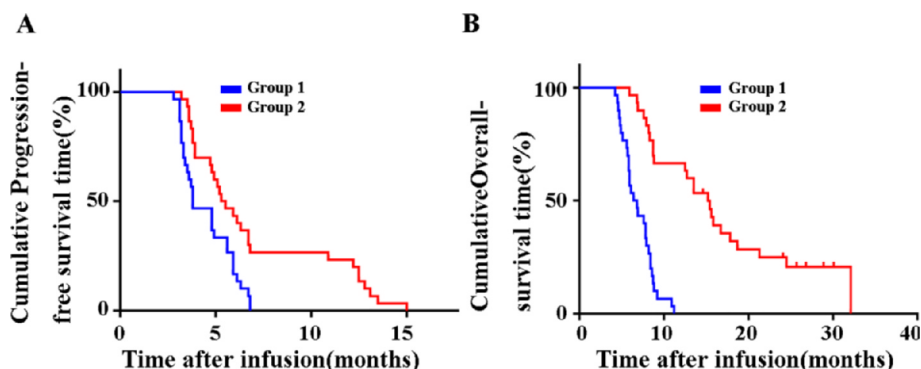 A
Cumulative Progression-
free survival time(%)
100
50
0
Group 1
Group 2
0 5 10 15
Time after infusion(months)
B
CumulativeOverall-
survival time(%)
100
50
0
Group 1
Group 2
0 10 20 30 40
Time after infusion(months)